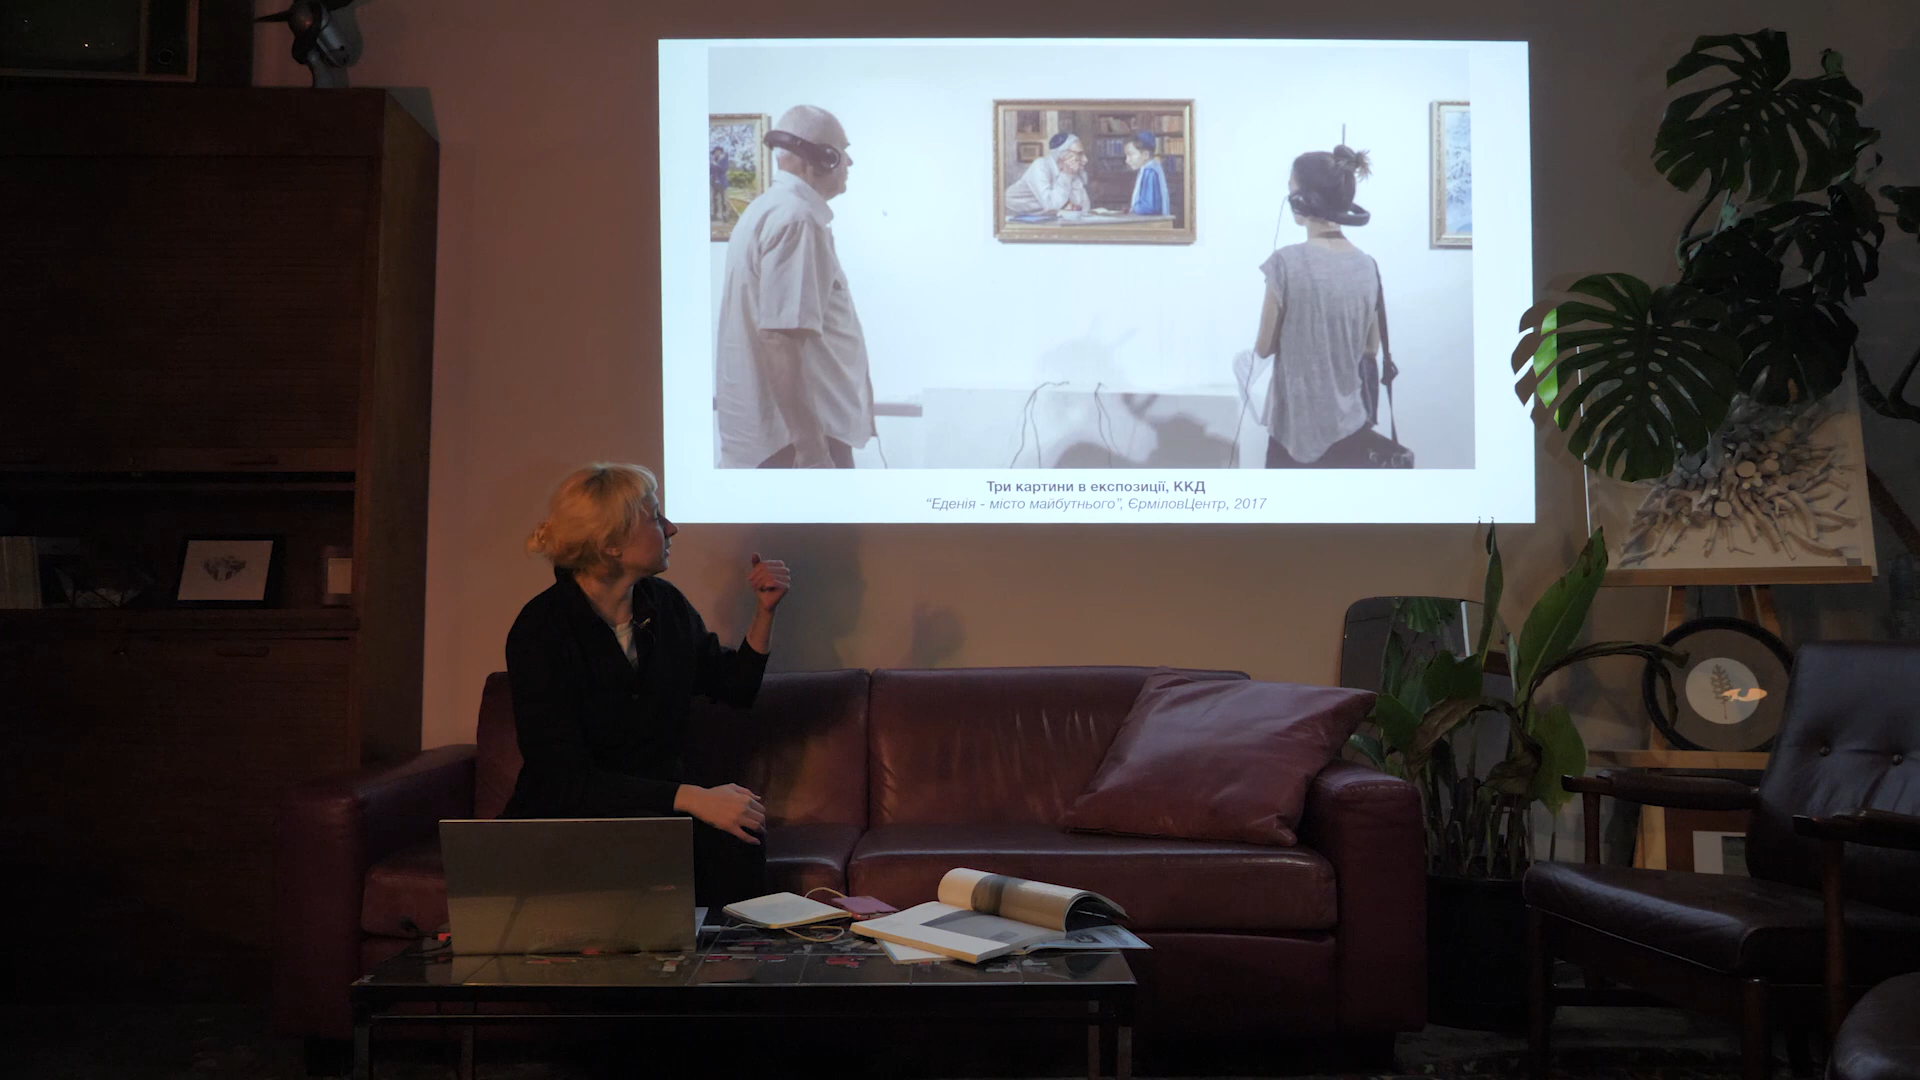 Три картини в експозиції, ККД
“Еденія - місто майбутнього”, ЄрміловЦентр, 2017